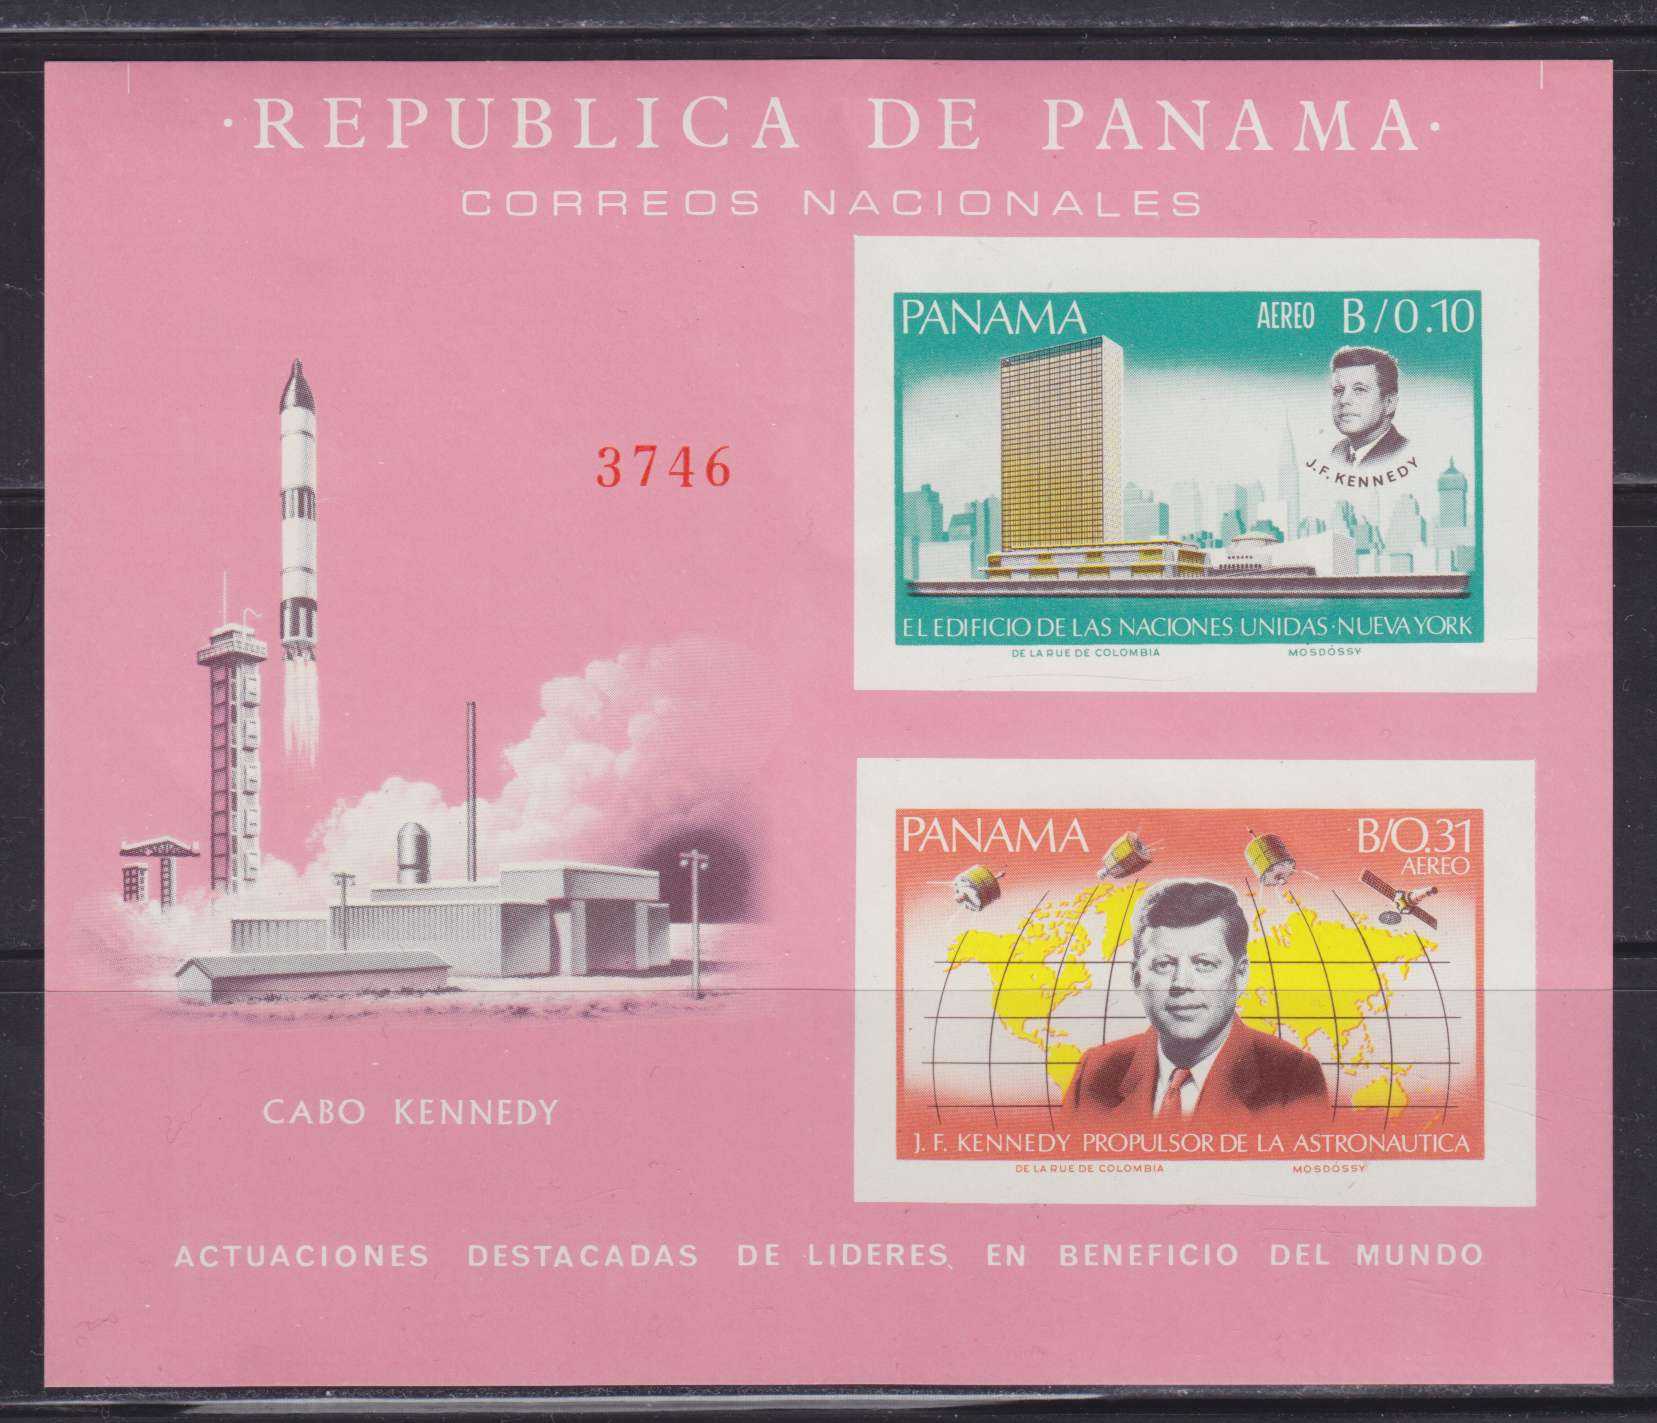 ·REPUBLICA DE PANAMA·
CORREOS NACIONALES
PANAMA AEREO B/0.10
J.F. KENNEDY
3746
EL EDIFICIO DE LAS NACIONES UNIDAS·NUEVA YORK
DE LA RUE DE COLOMBIA MOSDÓSSY
PANAMA B/0.31
AEREO
J. F. KENNEDY PROPULSOR DE LA ASTRONAUTICA
DE LA RUE DE COLOMBIA MOSDÓSSY
CABO KENNEDY
ACTUACIONES DESTACADAS DE LIDERES, EN BENEFICIO DEL MUNDO